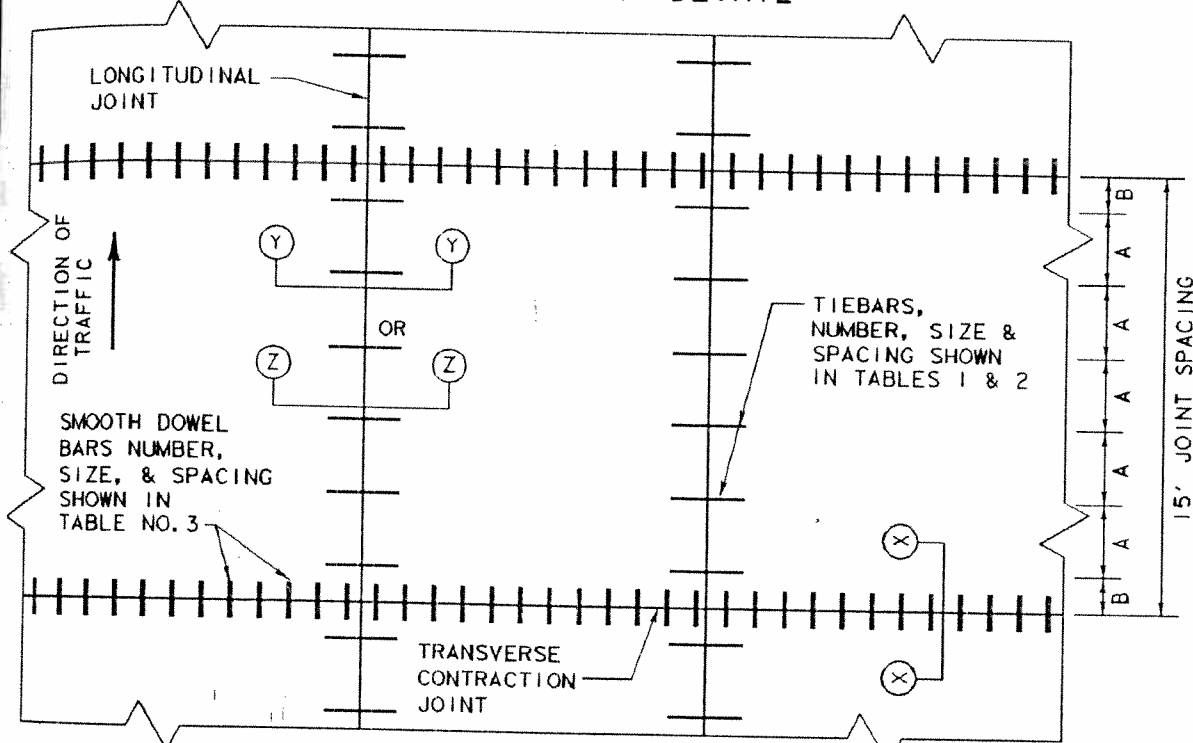 LONGITUDINAL
JOINT
DIRECTION OF
TRAFFIC
Y Y
OR
Z Z
TIEBARS,
NUMBER, SIZE &
SPACING SHOWN
IN TABLES 1 & 2
SMOOTH DOWEL
BARS NUMBER,
SIZE, & SPACING
SHOWN IN
TABLE NO.3
X
X
TRANSVERSE
CONTRACTION
JOINT
B
A
A
A
A
A
B
15' JOINT SPACING